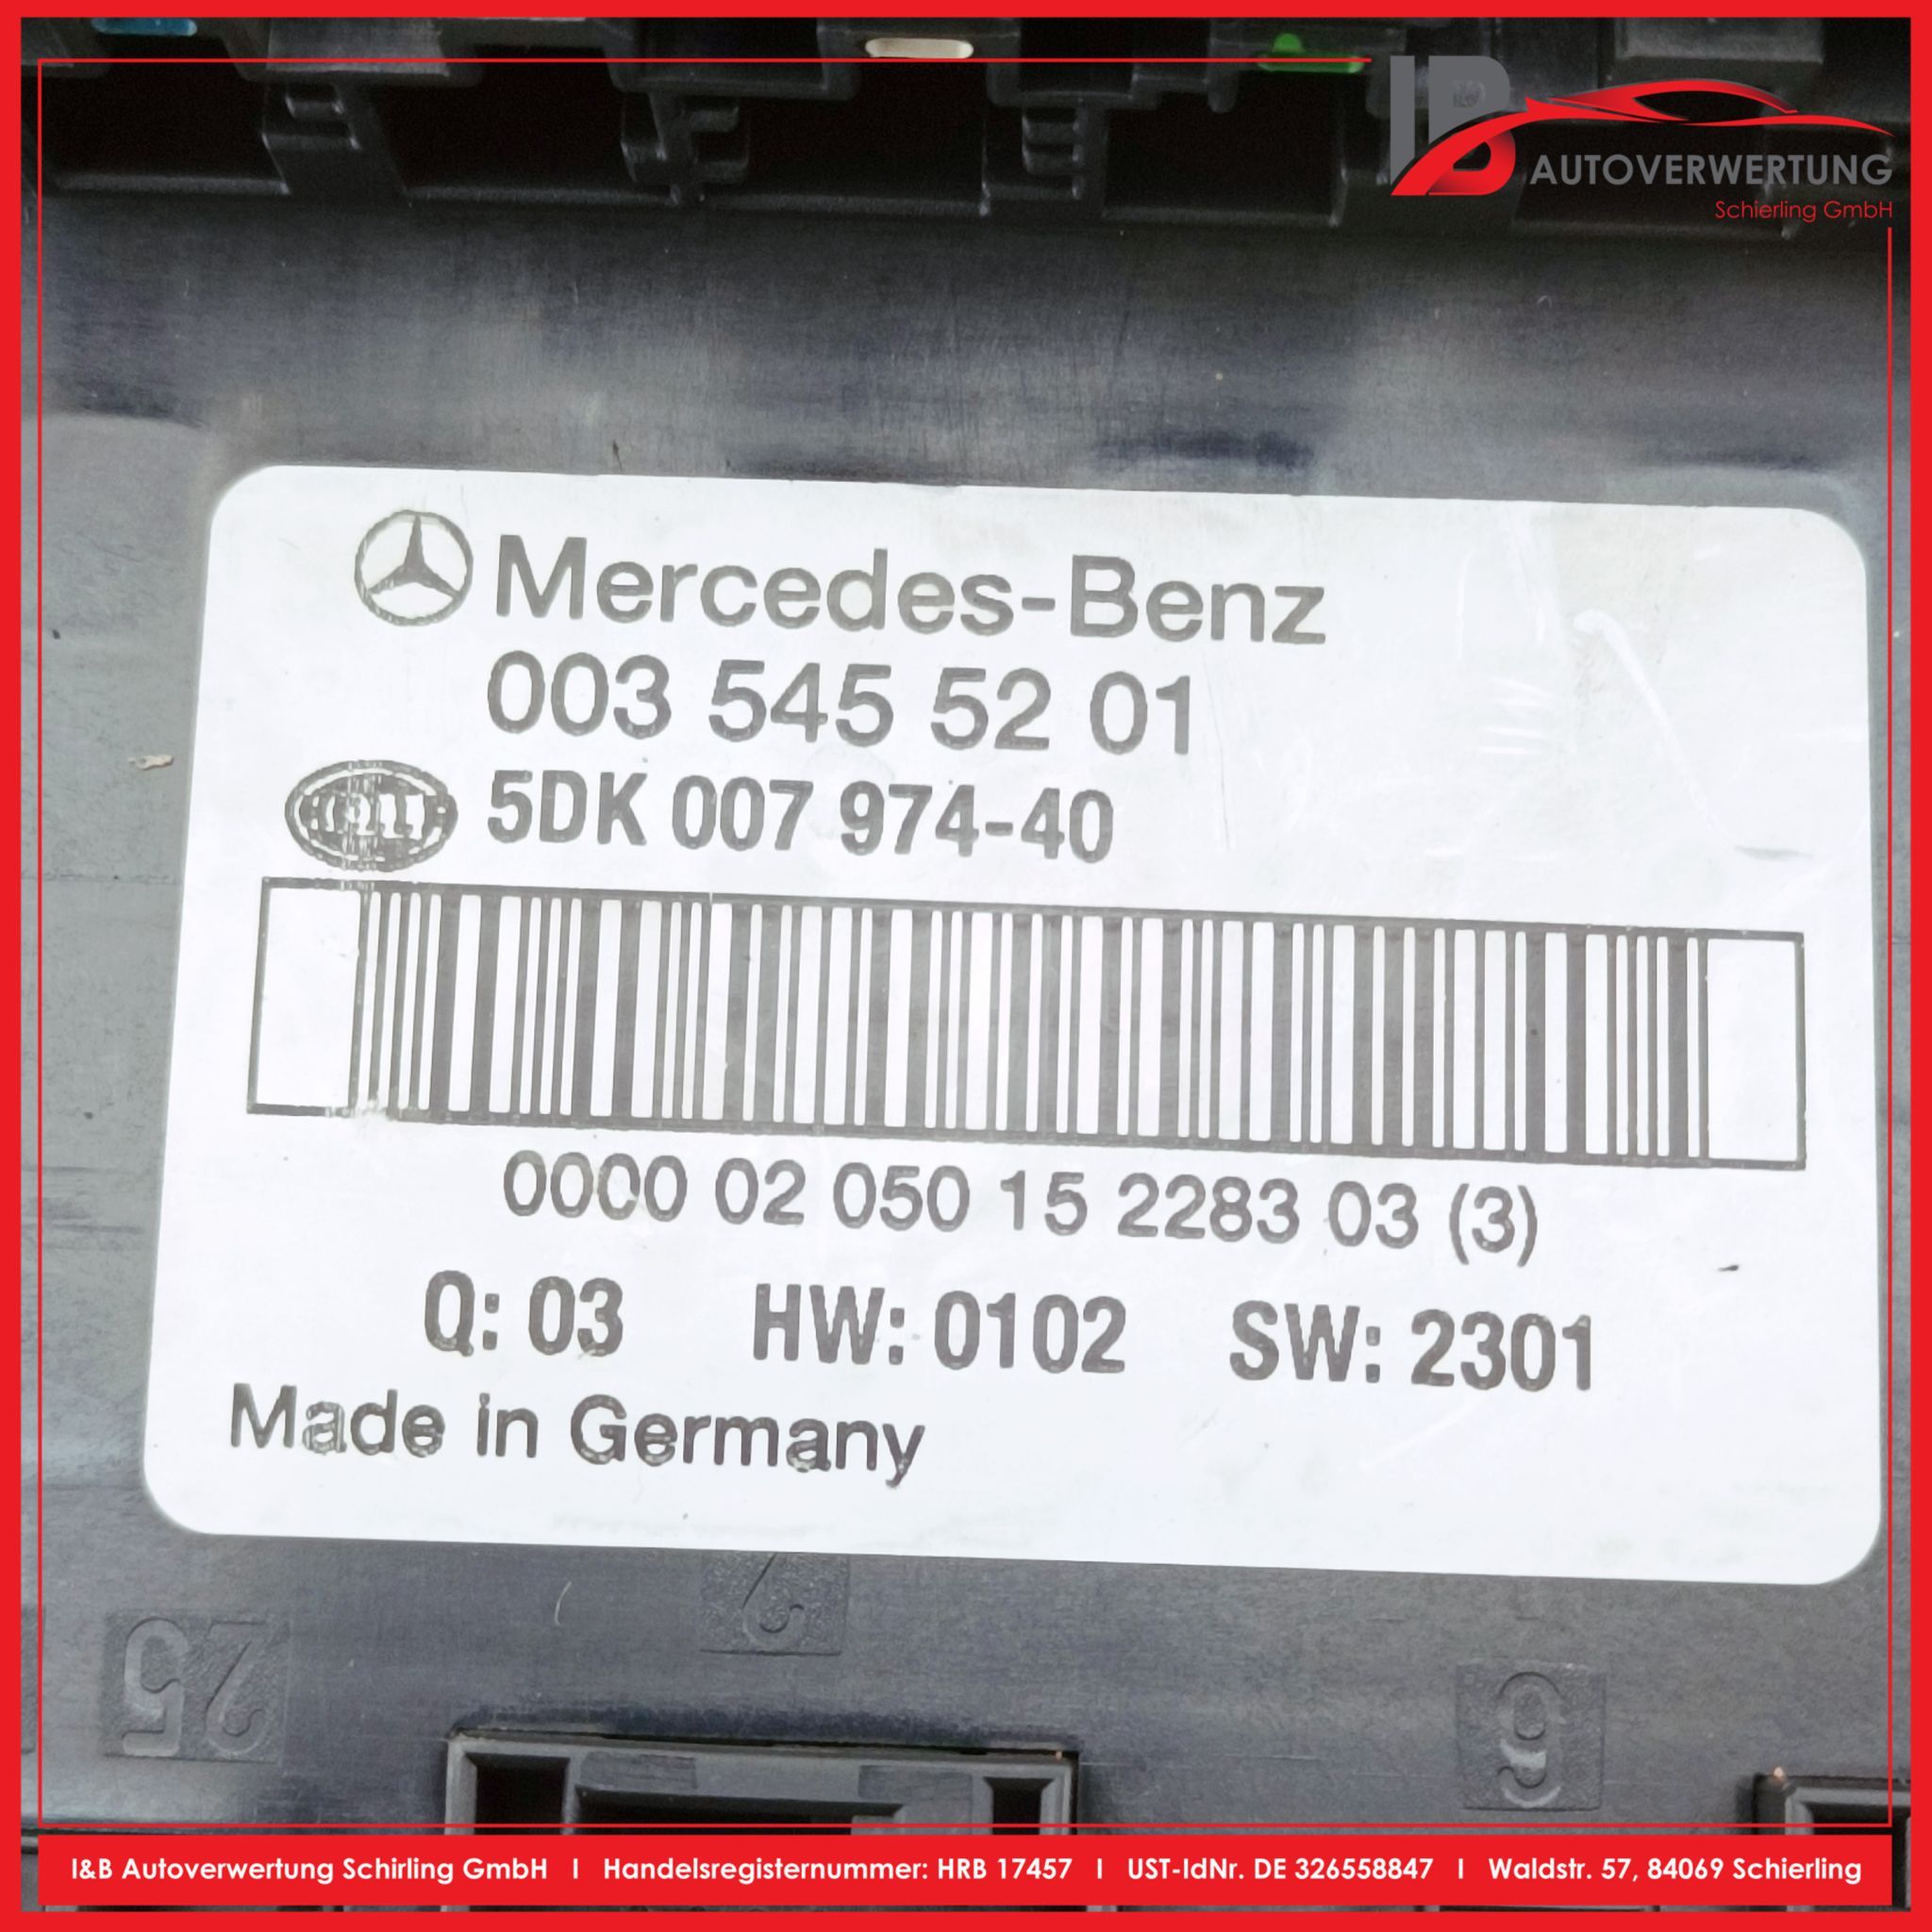 IB
AUTOVERWERTUNG
Schierling GmbH
Mercedes-Benz
003 545 52 01
5DK 007 974-40
0000 02 050 15 2283 03 (3)
Q: 03 HW: 0102 SW: 2301
Made in Germany
25
9
I&B Autoverwertung Schirling GmbH I Handelsregisternummer: HRB 17457 I UST-IdNr. DE 326558847 I Waldstr. 57, 84069 Schierling